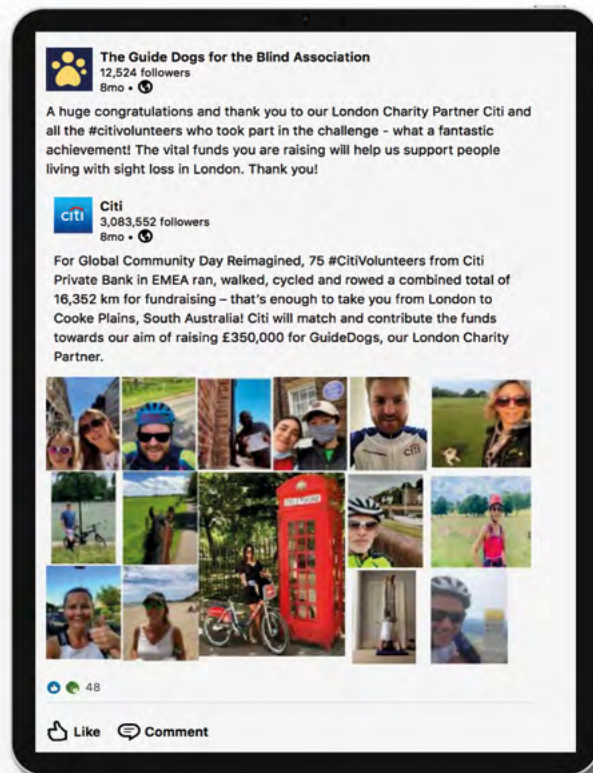 The Guide Dogs for the Blind Association
12,524 followers
8mo •
A huge congratulations and thank you to our London Charity Partner Citi and
all the #citivolunteers who took part in the challenge - what a fantastic
achievement! The vital funds you are raising will help us support people
living with sight loss in London. Thank you!
citi
Citi
3,083,552 followers
8mo •
For Global Community Day Reimagined, 75 #CitiVolunteers from Citi
Private Bank in EMEA ran, walked, cycled and rowed a combined total of
16,352 km for fundraising – that's enough to take you from London to
Cooke Plains, South Australia! Citi will match and contribute the funds
towards our aim of raising £350,000 for GuideDogs, our London Charity
Partner.
citi
TELEPHONE
48
Like Comment